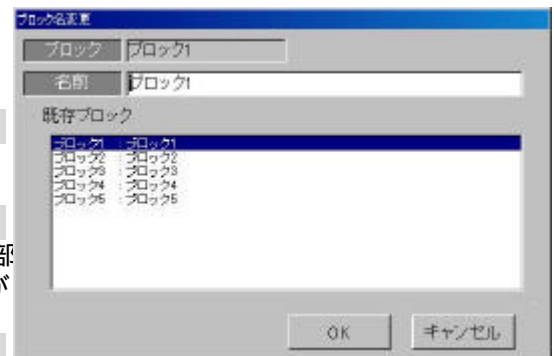 ブロック名変更
ブロック ブロック1
名前 ブロック1
既存ブロック
ブロック1 : ブロック1
ブロック2 : ブロック2
ブロック3 : ブロック3
ブロック4 : ブロック4
ブロック5 : ブロック5
部
が
OK キャンセル